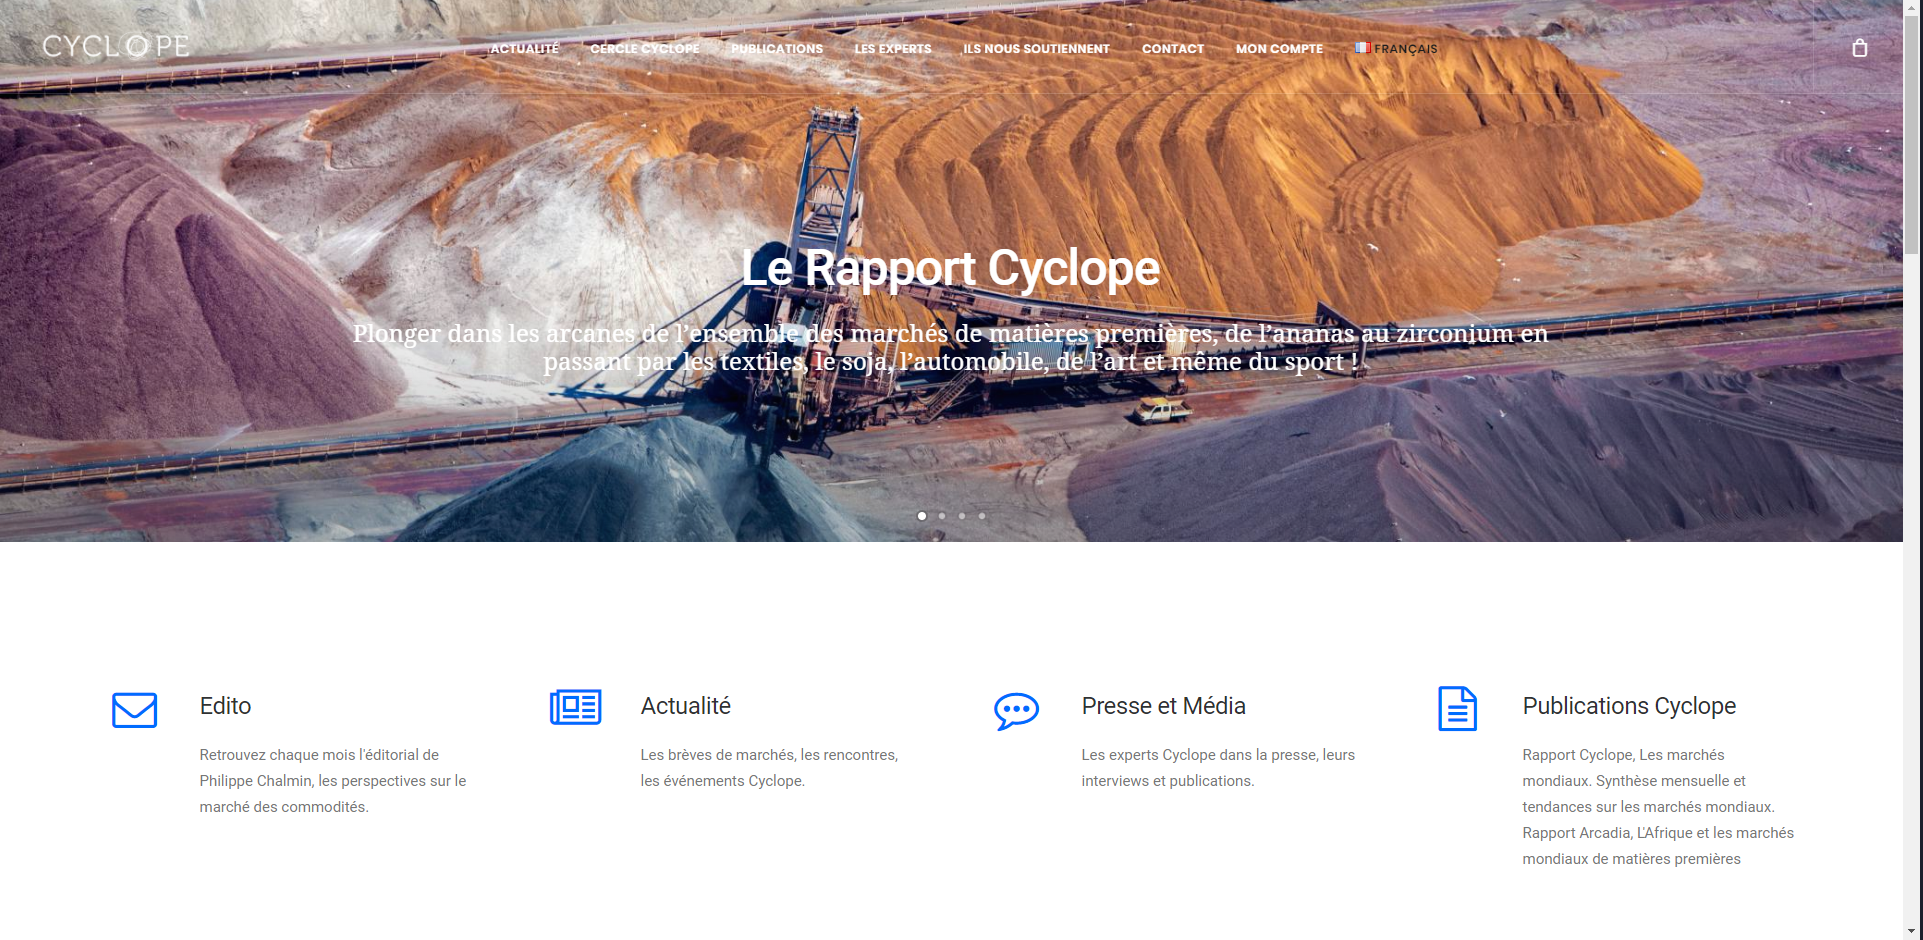 CYCLOPE
ACTUALITÉ CERCLE CYCLOPE PUBLICATIONS LES EXPERTS ILS NOUS SOUTIENNENT CONTACT MON COMPTE FRANÇAIS
Le Rapport Cyclope
Plonger dans les arcanes de l’ensemble des marchés de matières premières, de l’ananas au zirconium en
passant par les textiles, le soja, l’automobile, de l’art et même du sport !
Edito
Retrouvez chaque mois l'éditorial de
Philippe Chalmin, les perspectives sur le
marché des commodités.
Actualité
Les brèves de marchés, les rencontres,
les événements Cyclope.
Presse et Média
Les experts Cyclope dans la presse, leurs
interviews et publications.
Publications Cyclope
Rapport Cyclope, Les marchés
mondiaux. Synthèse mensuelle et
tendances sur les marchés mondiaux.
Rapport Arcadia, L'Afrique et les marchés
mondiaux de matières premières